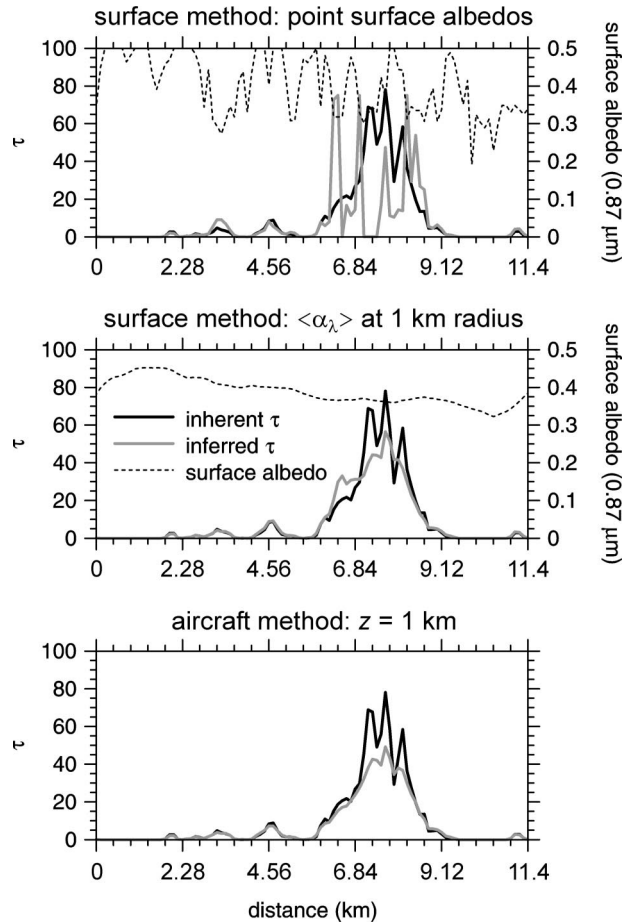 surface method: point surface albedos
100
80
60
40
20
0
τ
0.5
0.4
0.3
0.2
0.1
0
surface albedo (0.87 μm)
0 2.28 4.56 6.84 9.12 11.4
surface method: <αλ> at 1 km radius
100
80
60
40
20
0
τ
inherent τ
inferred τ
surface albedo
0.5
0.4
0.3
0.2
0.1
0
surface albedo (0.87 μm)
0 2.28 4.56 6.84 9.12 11.4
aircraft method: z = 1 km
100
80
60
40
20
0
τ
0 2.28 4.56 6.84 9.12 11.4
distance (km)